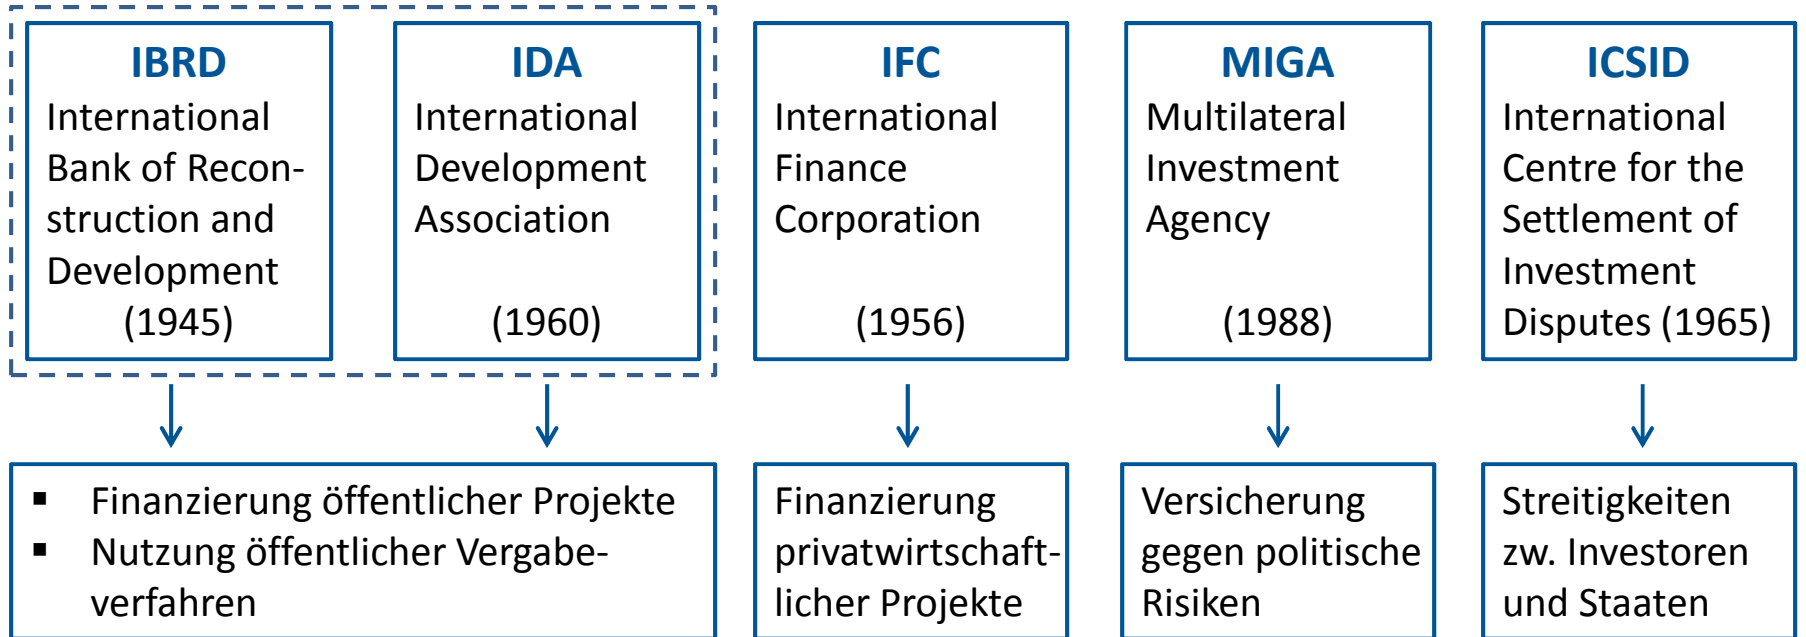 IBRD
International
Bank of Recon-
struction and
Development
(1945)
IDA
International
Development
Association
(1960)
IFC
International
Finance
Corporation
(1956)
MIGA
Multilateral
Investment
Agency
(1988)
ICSID
International
Centre for the
Settlement of
Investment
Disputes (1965)
▪ Finanzierung öffentlicher Projekte
▪ Nutzung öffentlicher Vergabe-
verfahren
Finanzierung
privatwirtschaft-
licher Projekte
Versicherung
gegen politische
Risiken
Streitigkeiten
zw. Investoren
und Staaten